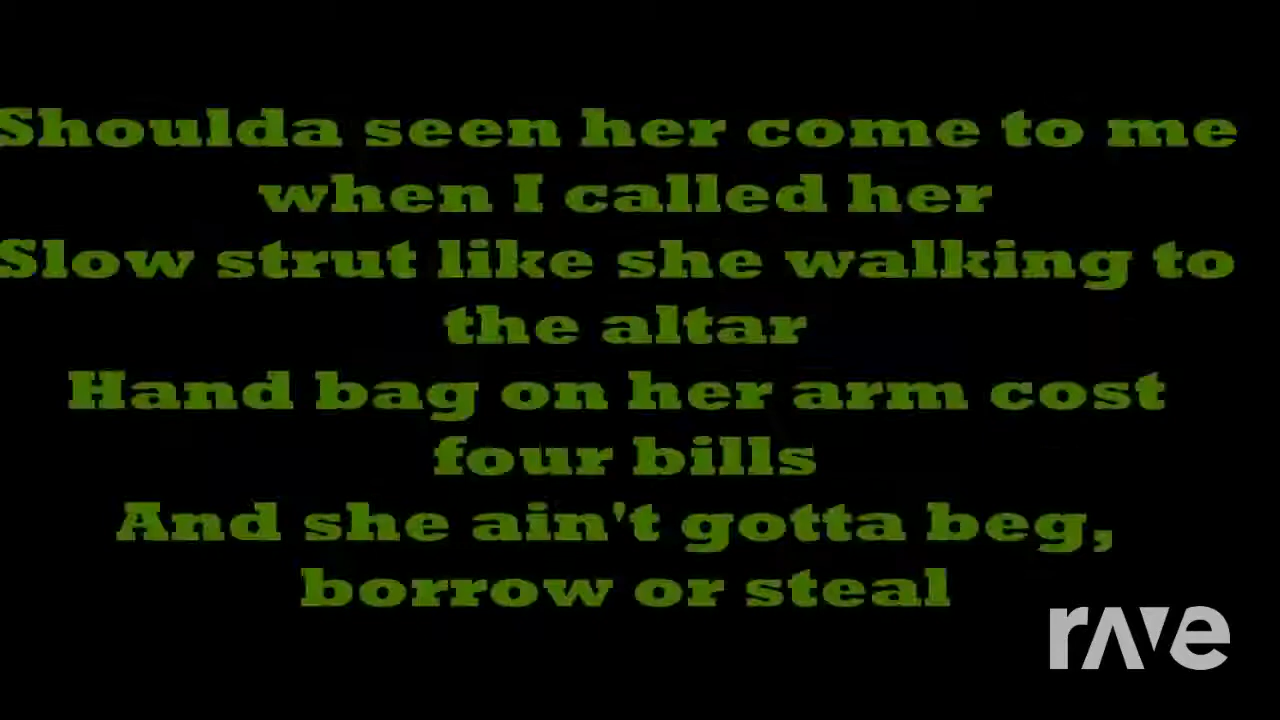 Shoulda seen her come to me
when I called her
Slow strut like she walking to
the altar
Hand bag on her arm cost
four bills
And she ain't gotta beg,
borrow or steal
rave